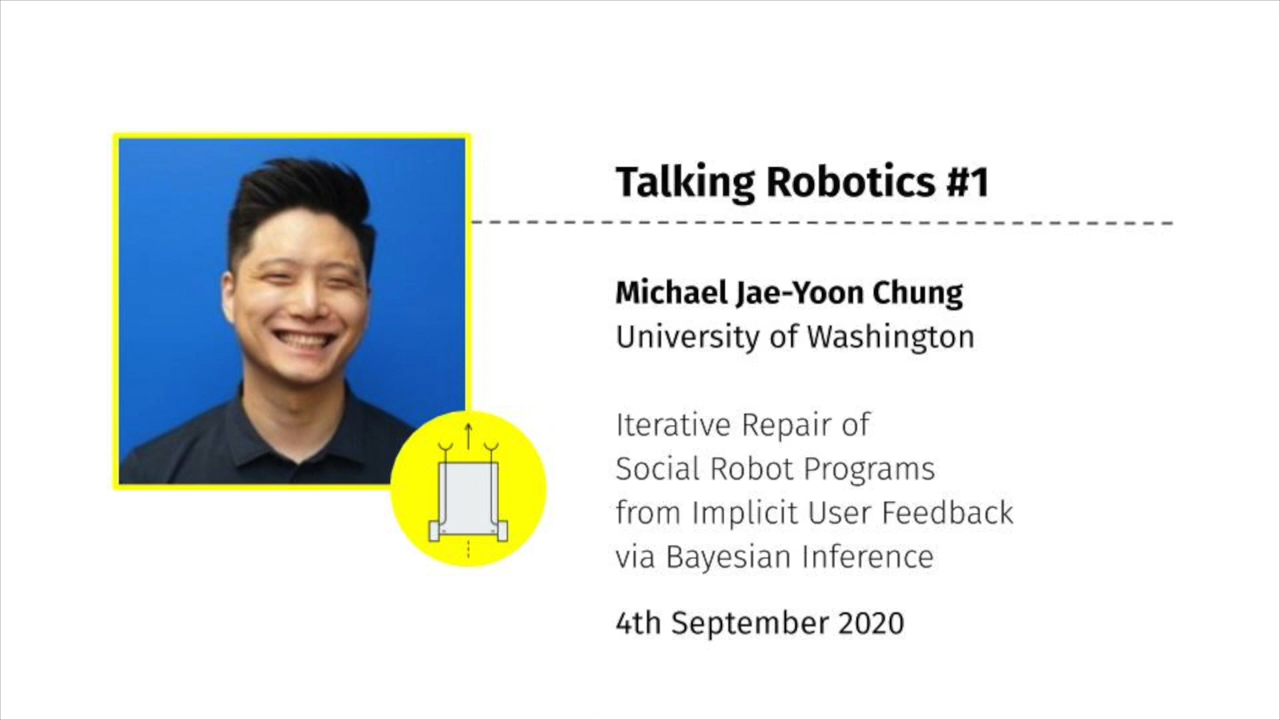 Talking Robotics #1
Michael Jae-Yoon Chung
University of Washington
Iterative Repair of
Social Robot Programs
from Implicit User Feedback
via Bayesian Inference
4th September 2020